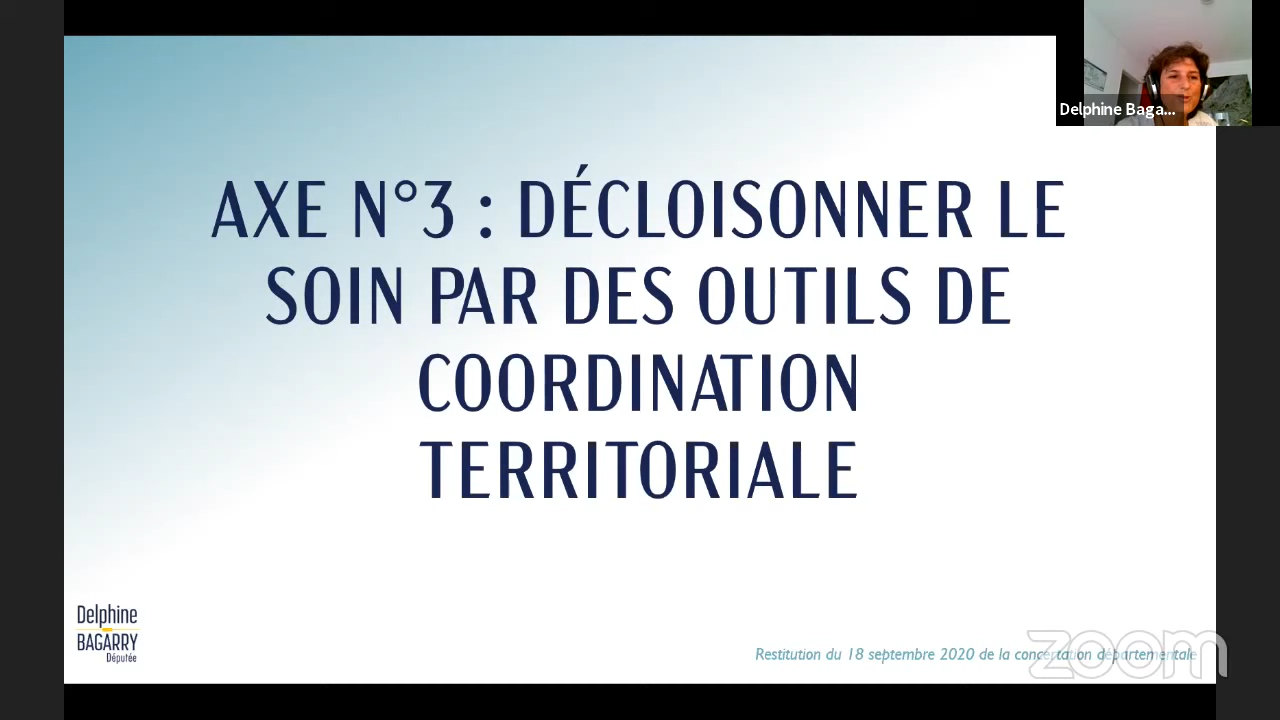 Delphine Baga...
AXE N°3 : DÉCLOISONNER LE
SOIN PAR DES OUTILS DE
COORDINATION
TERRITORIALE
Delphine
BAGARRY
Députée
Restitution du 18 septembre 2020 de la concertation départementale
zoom